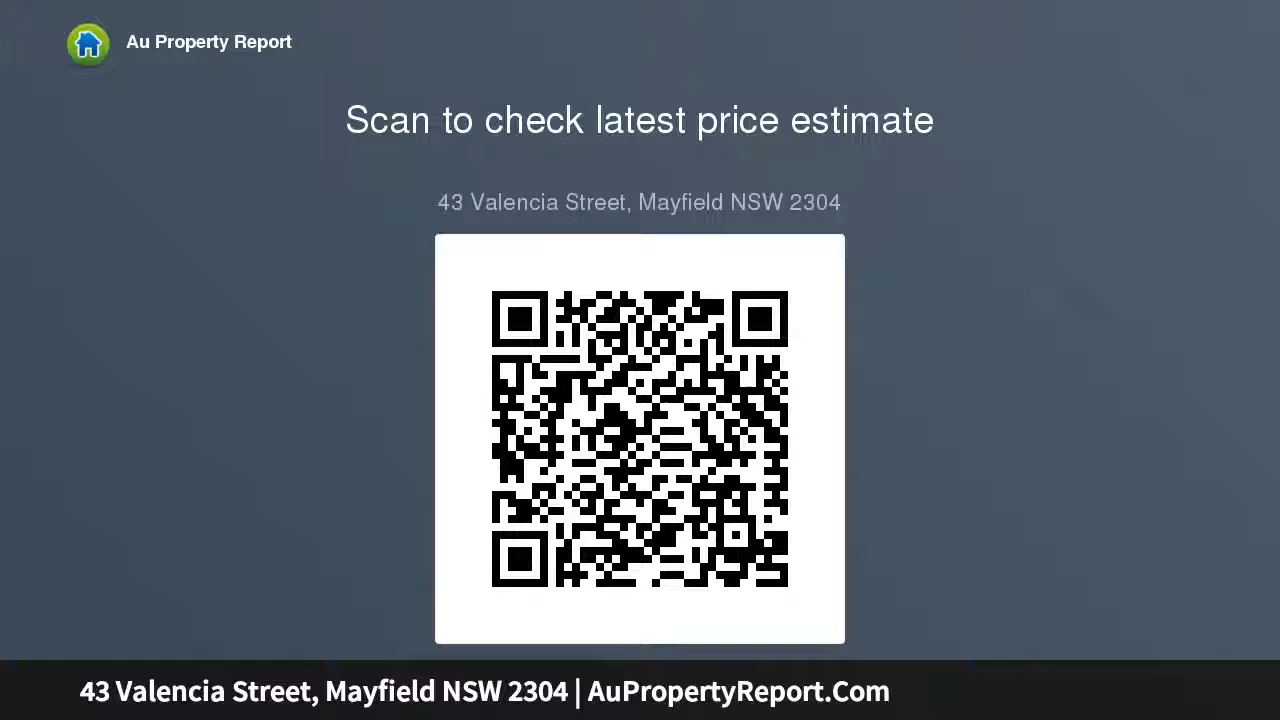 Au Property Report
Scan to check latest price estimate
43 Valencia Street, Mayfield NSW 2304
43 Valencia Street, Mayfield NSW 2304 | AuPropertyReport.Com